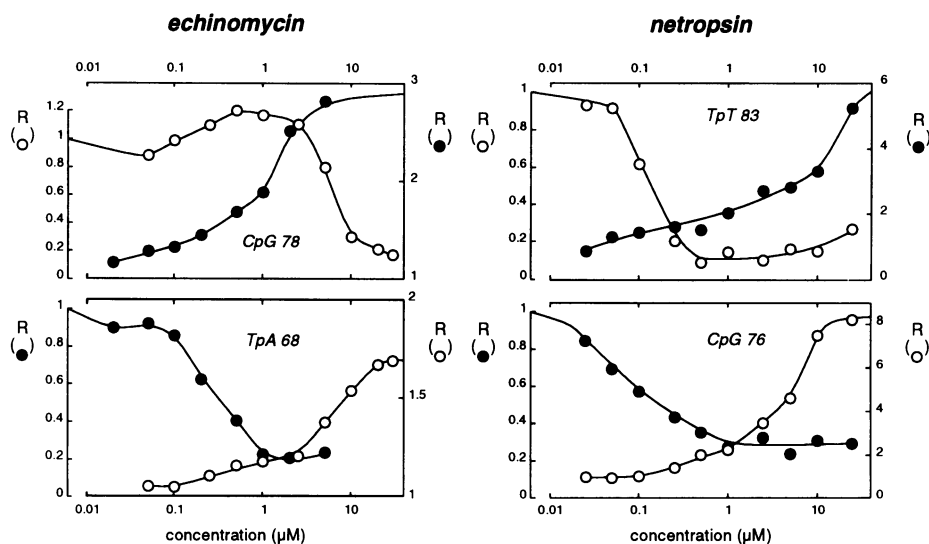 echinomycin netropsin
0.01 0.1 1 10 0.01 0.1 1 10
R (○) 1.2 1 0.8 0.6 0.4 0.2 0 CpG 78 3 2 1 R (●)
R (○) 1 0.8 0.6 0.4 0.2 0 TpT 83 6 4 2 0 R (●)
R (●) 1 0.8 0.6 0.4 0.2 0 TpA 68 2 1.5 1 R (○)
R (●) 1 0.8 0.6 0.4 0.2 0 CpG 76 8 6 4 2 0 R (○)
0.01 0.1 1 10 0.01 0.1 1 10
concentration (µM) concentration (µM)